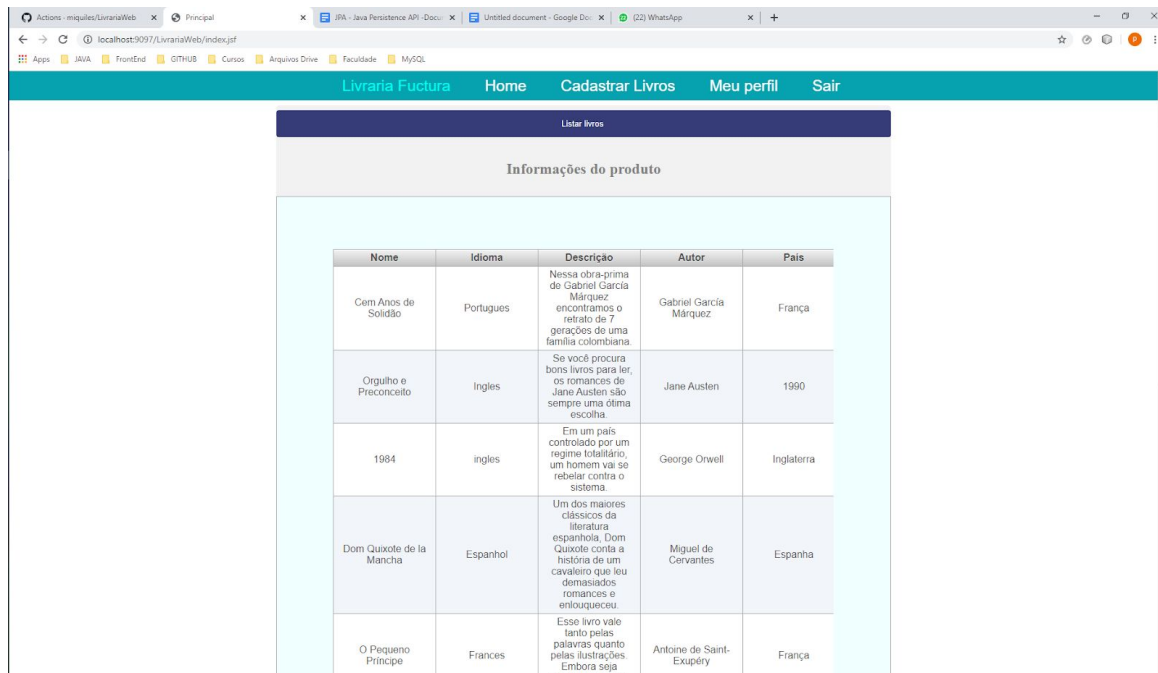 Actions · miquiles/LivrariaWeb
Principal
JPA - Java Persistence API -Docu
Untitled document - Google Doc
(22) WhatsApp
localhost:9097/LivrariaWeb/index.jsf
Apps JAVA FrontEnd GITHUB Cursos Arquivos Drive Faculdade MySQL
Livraria Fuctura Home Cadastrar Livros Meu perfil Sair
Listar livros
Informações do produto
Nome Idioma Descrição Autor País
Cem Anos de
Solidão
Portugues
Nessa obra-prima
de Gabriel García
Márquez
encontramos o
retrato de 7
gerações de uma
família colombiana.
Gabriel García
Márquez
França
Orgulho e
Preconceito
Ingles
Se você procura
bons livros para ler,
os romances de
Jane Austen são
sempre uma ótima
escolha.
Jane Austen
1990
1984
ingles
Em um país
controlado por um
regime totalitário,
um homem vai se
rebelar contra o
sistema.
George Orwell
Inglaterra
Dom Quixote de la
Mancha
Espanhol
Um dos maiores
clássicos da
literatura
espanhola, Dom
Quixote conta a
história de um
cavaleiro que leu
demasiados
romances e
enlouqueceu.
Miguel de
Cervantes
Espanha
O Pequeno
Príncipe
Frances
Esse livro vale
tanto pelas
palavras quanto
pelas ilustrações.
Embora seja
Antoine de Saint-
Exupéry
França